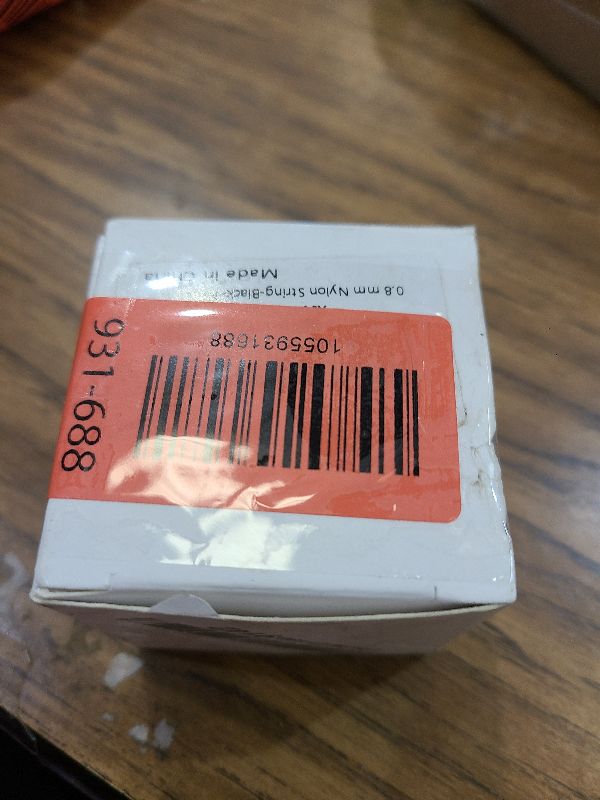 1055931688
931-688
0.8 mm Nylon String-Black-
Made in China